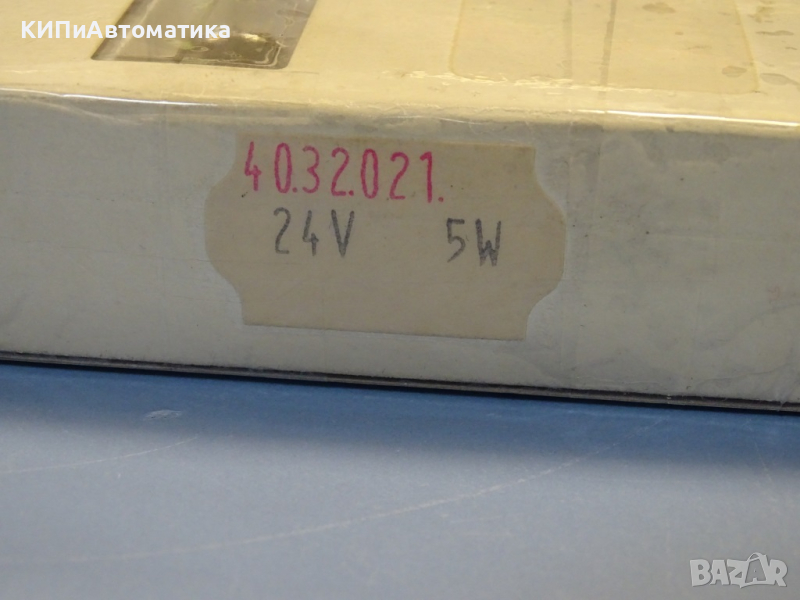 КИПиАвтоматика
40.32.021.
24V 5W
BAZAR